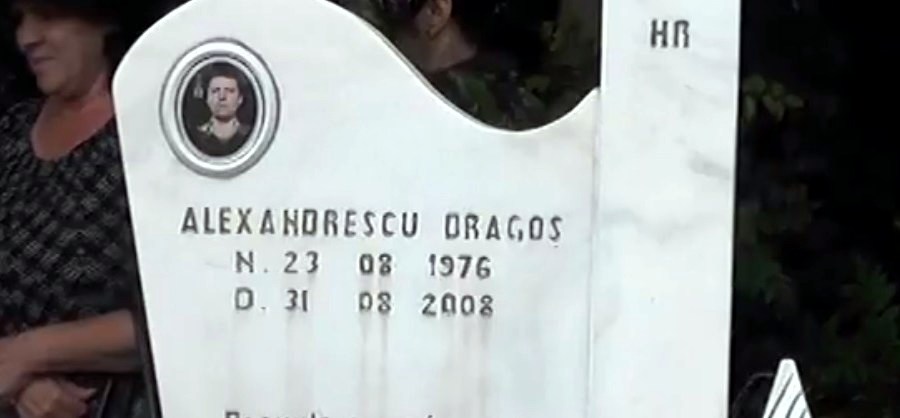 HR
ALEXANDRESCU DRAGOS
N. 23 08 1976
D. 31 08 2008